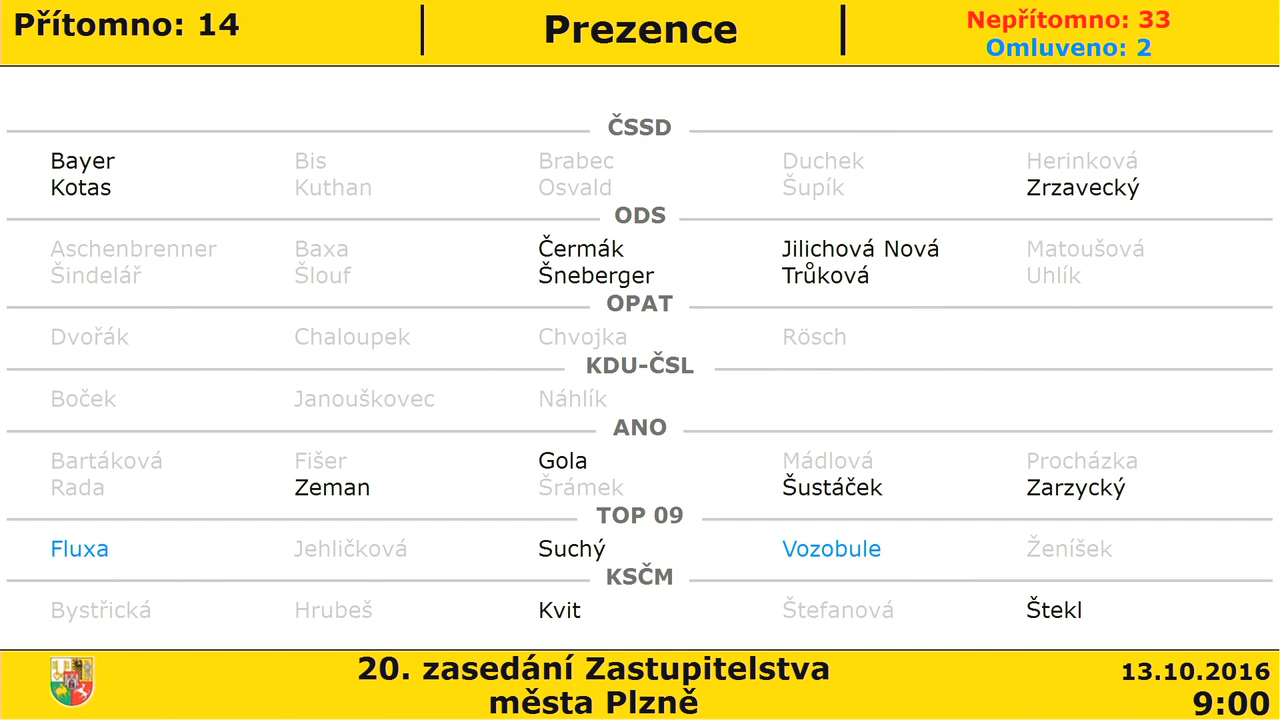 Přítomno: 14
Prezence
Nepřítomno: 33
Omluveno: 2
ČSSD
Bayer Bis Brabec Duchek Herinková
Kotas Kuthan Osvald Šupík Zrzavecký
ODS
Aschenbrenner Baxa Čermák Jilichová Nová Matoušová
Šindelář Šlouf Šneberger Trůková Uhlík
OPAT
Dvořák Chaloupek Chvojka Rösch
KDU-ČSL
Boček Janouškovec Náhlík
ANO
Bartáková Fišer Gola Mádlová Procházka
Rada Zeman Šrámek Šustáček Zarzycký
TOP 09
Fluxa Jehličková Suchý Vozobule Ženíšek
KSČM
Bystřická Hrubeš Kvit Štefanová Štekl
20. zasedání Zastupitelstva
města Plzně
13.10.2016
9:00